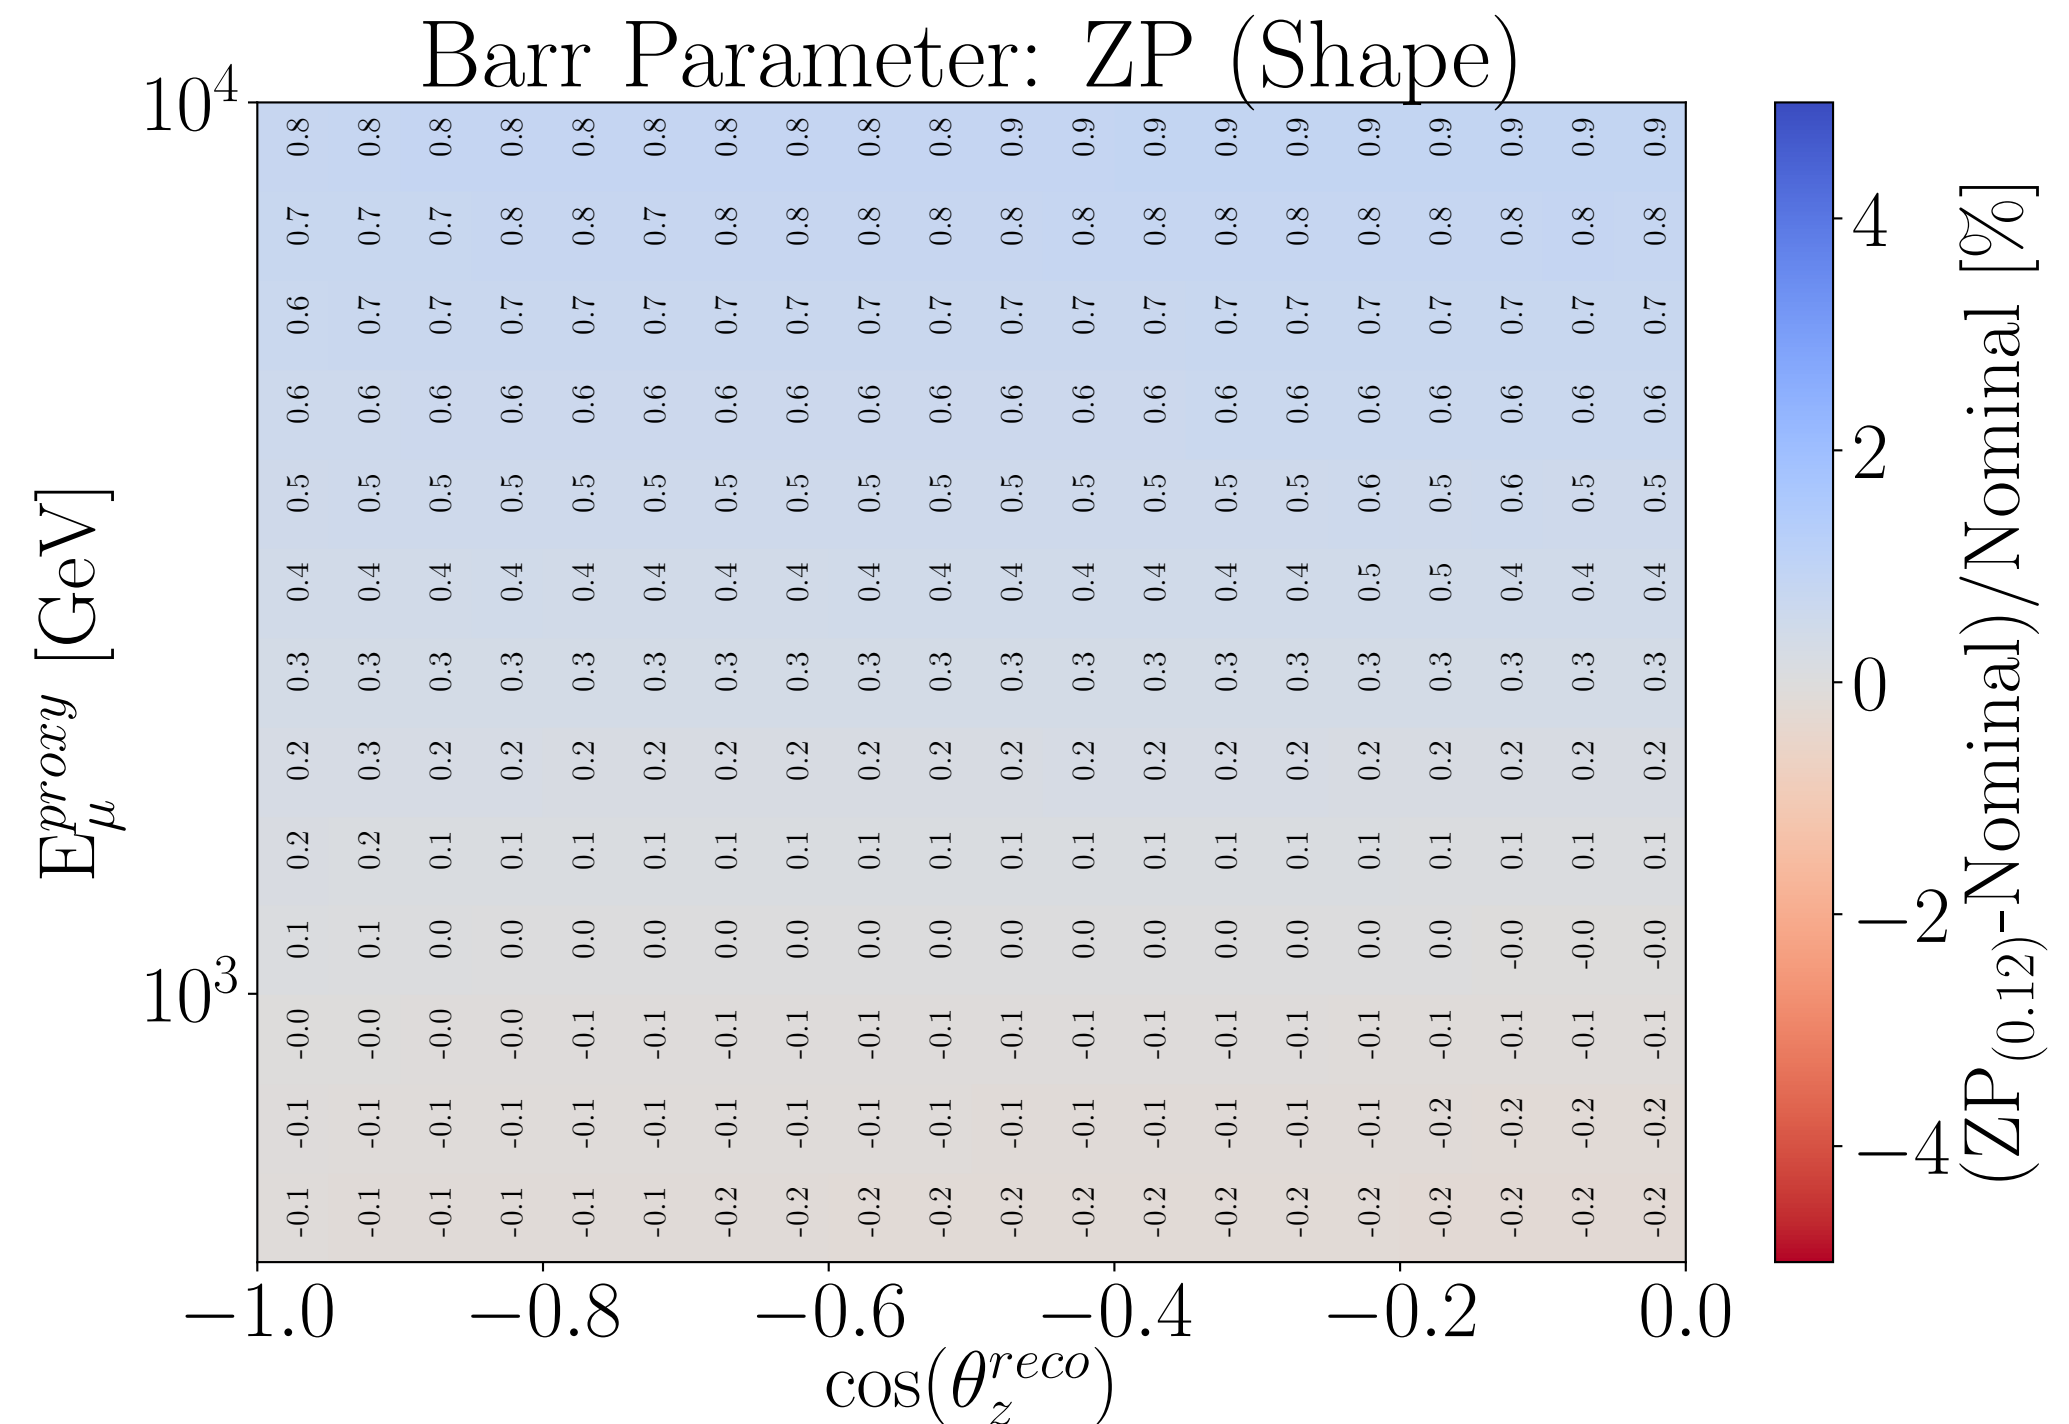 Barr Parameter: ZP (Shape)
10^4
0.8 0.8 0.8 0.8 0.8 0.8 0.8 0.8 0.8 0.8 0.9 0.9 0.9 0.9 0.9 0.9 0.9 0.9 0.9 0.9
0.7 0.7 0.7 0.8 0.8 0.7 0.8 0.8 0.8 0.8 0.8 0.8 0.8 0.8 0.8 0.8 0.8 0.8 0.8 0.8
0.6 0.7 0.7 0.7 0.7 0.7 0.7 0.7 0.7 0.7 0.7 0.7 0.7 0.7 0.7 0.7 0.7 0.7 0.7 0.7
0.6 0.6 0.6 0.6 0.6 0.6 0.6 0.6 0.6 0.6 0.6 0.6 0.6 0.6 0.6 0.6 0.6 0.6 0.6 0.6
0.5 0.5 0.5 0.5 0.5 0.5 0.5 0.5 0.5 0.5 0.5 0.5 0.5 0.5 0.5 0.6 0.5 0.6 0.5 0.5
0.4 0.4 0.4 0.4 0.4 0.4 0.4 0.4 0.4 0.4 0.4 0.4 0.4 0.4 0.4 0.5 0.5 0.4 0.4 0.4
0.3 0.3 0.3 0.3 0.3 0.3 0.3 0.3 0.3 0.3 0.3 0.3 0.3 0.3 0.3 0.3 0.3 0.3 0.3 0.3
0.2 0.3 0.2 0.2 0.2 0.2 0.2 0.2 0.2 0.2 0.2 0.2 0.2 0.2 0.2 0.2 0.2 0.2 0.2 0.2
0.2 0.2 0.1 0.1 0.1 0.1 0.1 0.1 0.1 0.1 0.1 0.1 0.1 0.1 0.1 0.1 0.1 0.1 0.1 0.1
0.1 0.1 0.0 0.0 0.0 0.0 0.0 0.0 0.0 0.0 0.0 0.0 0.0 0.0 0.0 0.0 0.0 -0.0 -0.0 -0.0
10^3
-0.0 -0.0 -0.0 -0.0 -0.1 -0.1 -0.1 -0.1 -0.1 -0.1 -0.1 -0.1 -0.1 -0.1 -0.1 -0.1 -0.1 -0.1 -0.1 -0.1
-0.1 -0.1 -0.1 -0.1 -0.1 -0.1 -0.1 -0.1 -0.1 -0.1 -0.1 -0.1 -0.1 -0.1 -0.1 -0.1 -0.2 -0.2 -0.2 -0.2
-0.1 -0.1 -0.1 -0.1 -0.1 -0.1 -0.2 -0.2 -0.2 -0.2 -0.2 -0.2 -0.2 -0.2 -0.2 -0.2 -0.2 -0.2 -0.2 -0.2
E_μ^proxy [GeV]
−1.0 −0.8 −0.6 −0.4 −0.2 0.0
cos(θ_z^reco)
4
2
0
−2
−4
(ZP_(0.12)-Nominal)/Nominal [%]